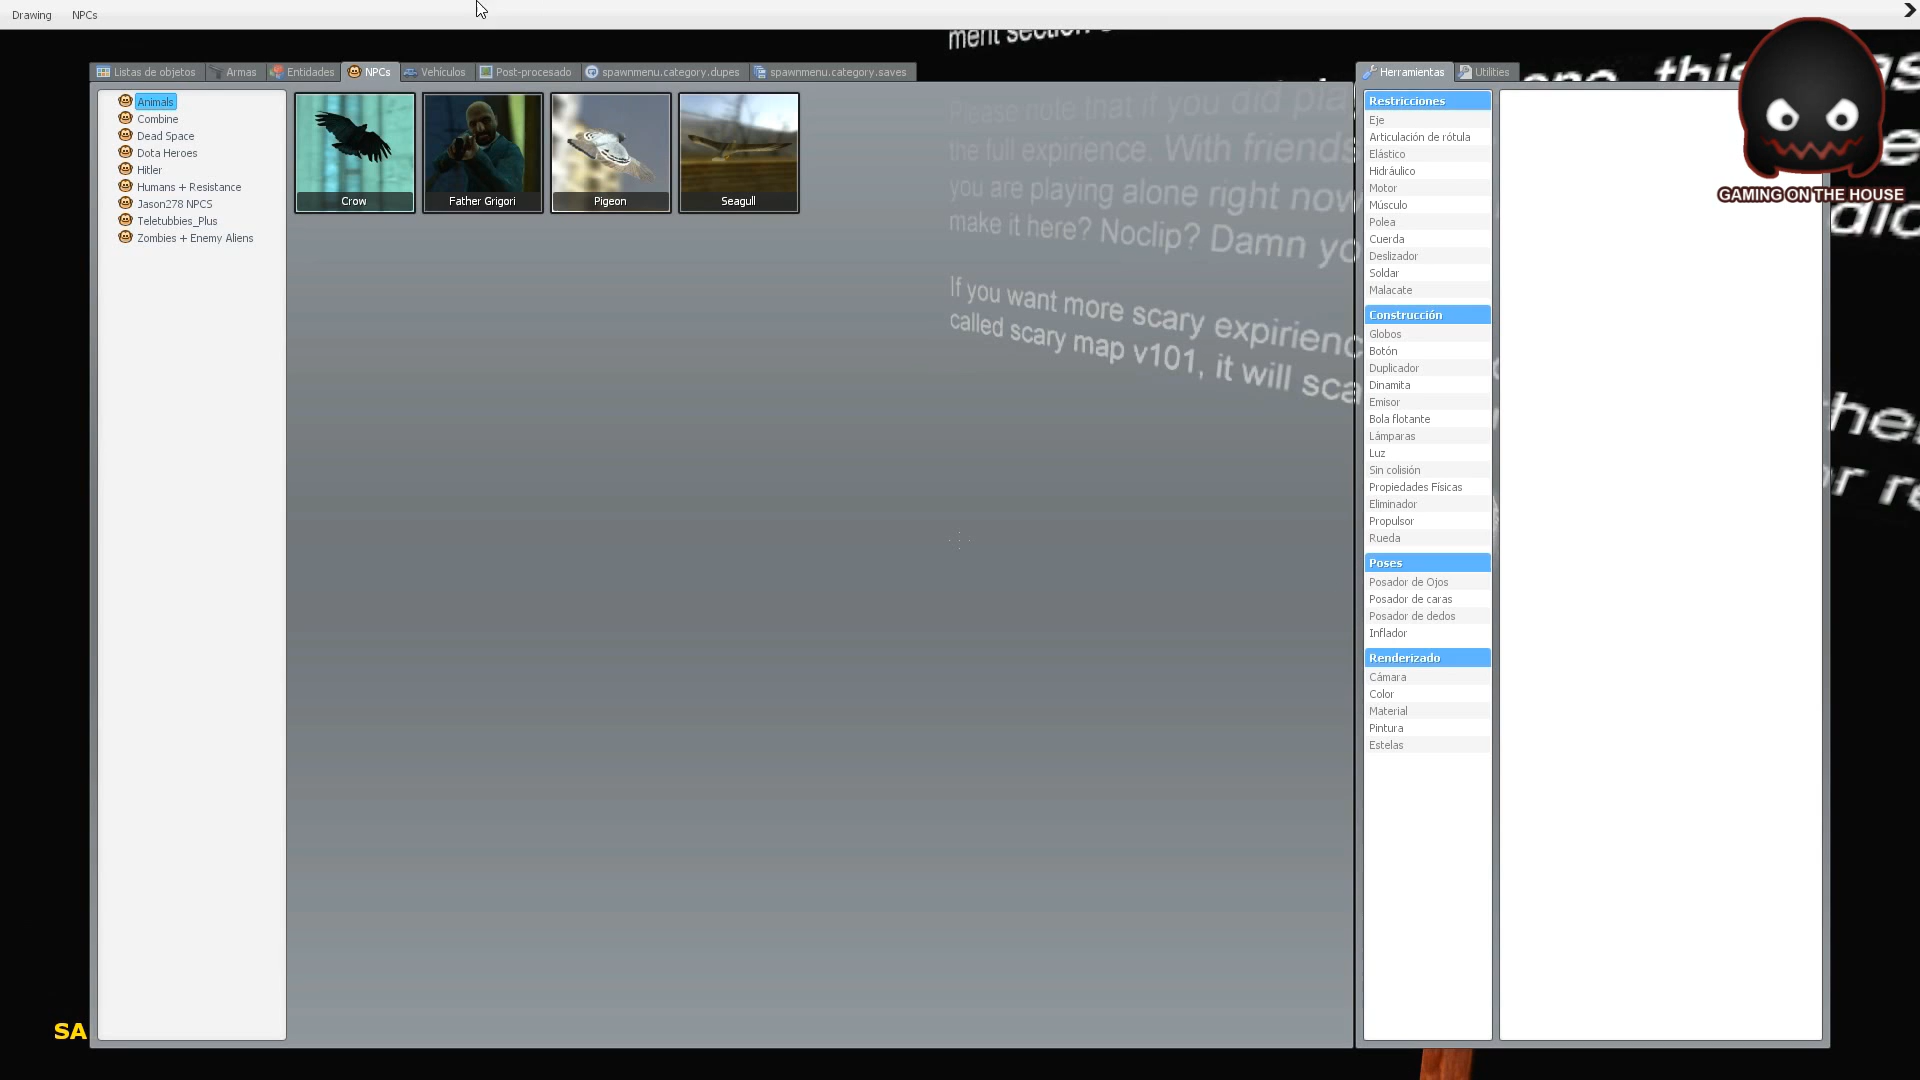 Drawing NPCs
ment section
Listas de objetos Armas Entidades NPCs Vehículos Post-procesado spawnmenu.category.dupes spawnmenu.category.saves
Herramientas Utilities
Animals
Combine
Dead Space
Dota Heroes
Hitler
Humans + Resistance
Jason278 NPCS
Teletubbies_Plus
Zombies + Enemy Aliens
Crow
Father Grigori
Pigeon
Seagull
one, this
Please note that if you did pla
the full expirience. With friends
you are playing alone right now
make it here? Noclip? Damn yo
If you want more scary expirienc
called scary map v101, it will sca
Restricciones
Eje
Articulación de rótula
Elástico
Hidráulico
Motor
Músculo
Polea
Cuerda
Deslizador
Soldar
Malacate
Construcción
Globos
Botón
Duplicador
Dinamita
Emisor
Bola flotante
Lámparas
Luz
Sin colisión
Propiedades Físicas
Eliminador
Propulsor
Rueda
Poses
Posador de Ojos
Posador de caras
Posador de dedos
Inflador
Renderizado
Cámara
Color
Material
Pintura
Estelas
GAMING ON THE HOUSE
SA